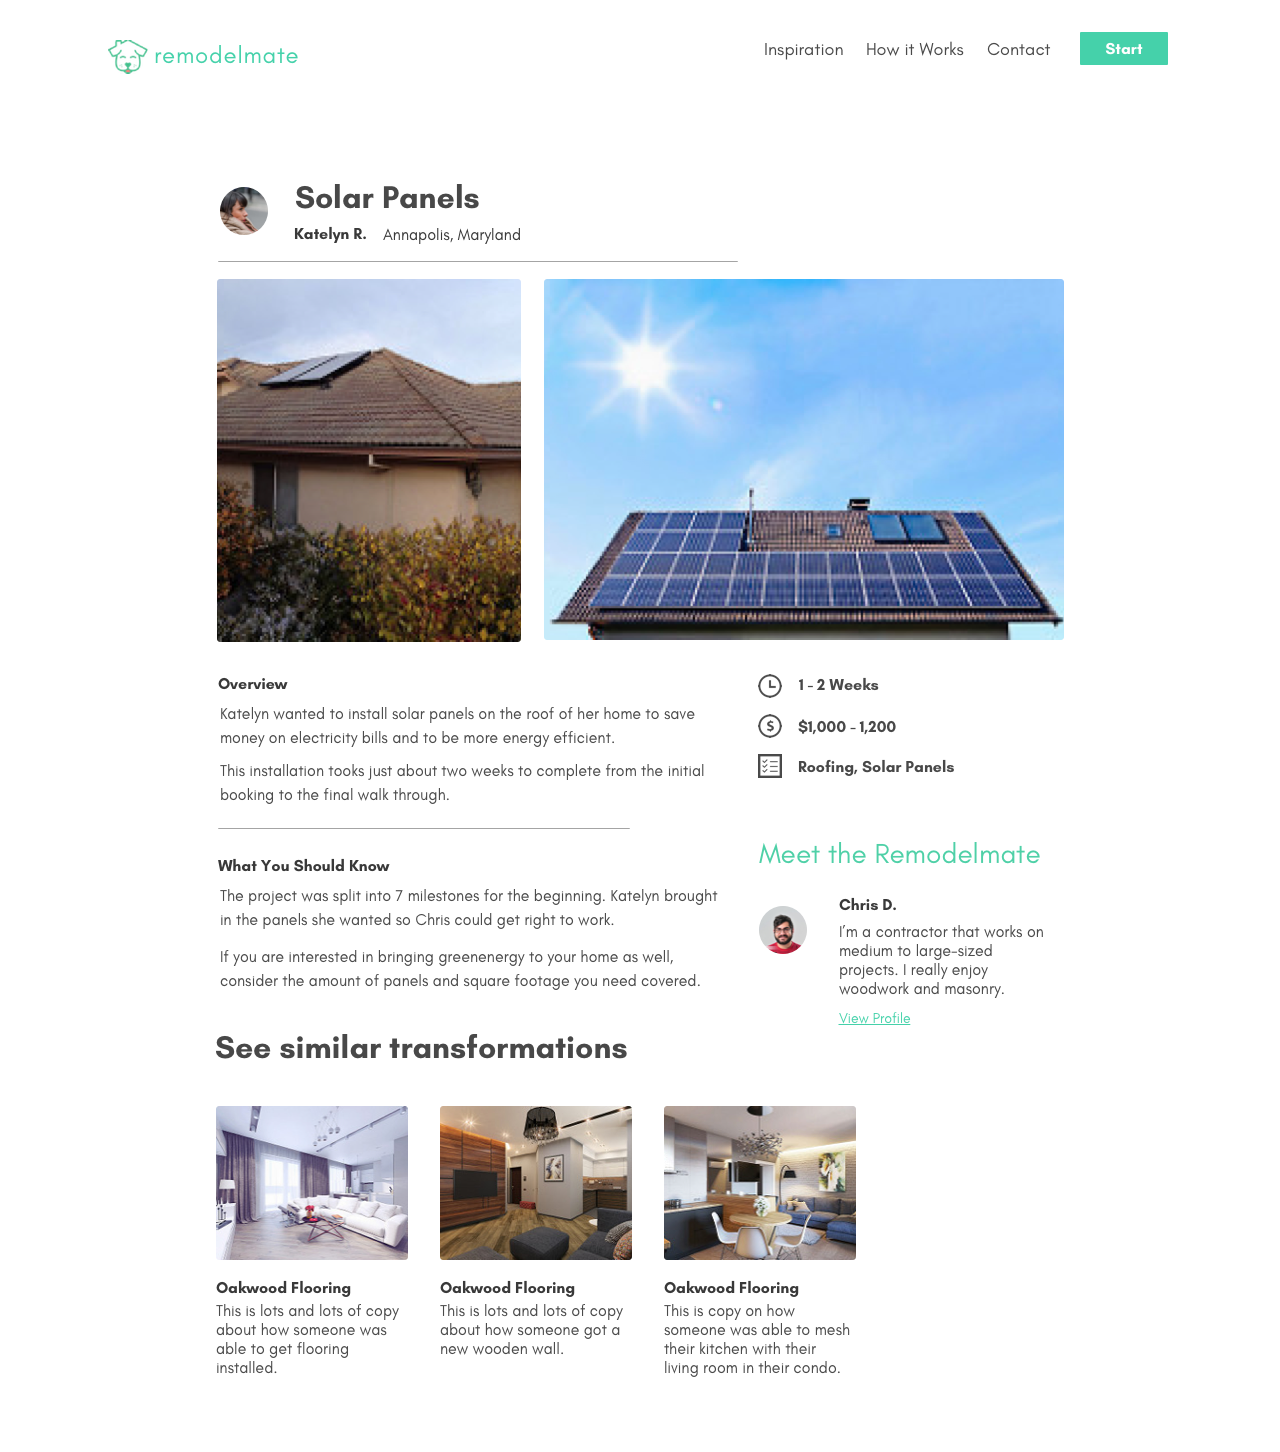 remodelmate
Inspiration
How it Works
Contact
Start
Solar Panels
Katelyn R.
Annapolis, Maryland
Overview
Katelyn wanted to install solar panels on the roof of her home to save
money on electricity bills and to be more energy efficient.
This installation tooks just about two weeks to complete from the initial
booking to the final walk through.
What You Should Know
The project was split into 7 milestones for the beginning. Katelyn brought
in the panels she wanted so Chris could get right to work.
If you are interested in bringing greenenergy to your home as well,
consider the amount of panels and square footage you need covered.
1 - 2 Weeks
$
$1,000 - 1,200
Roofing, Solar Panels
Meet the Remodelmate
Chris D.
I'm a contractor that works on
medium to large-sized
projects. I really enjoy
woodwork and masonry.
View Profile
See similar transformations
Oakwood Flooring
This is lots and lots of copy
about how someone was
able to get flooring
installed.
Oakwood Flooring
This is lots and lots of copy
about how someone got a
new wooden wall.
Oakwood Flooring
This is copy on how
someone was able to mesh
their kitchen with their
living room in their condo.